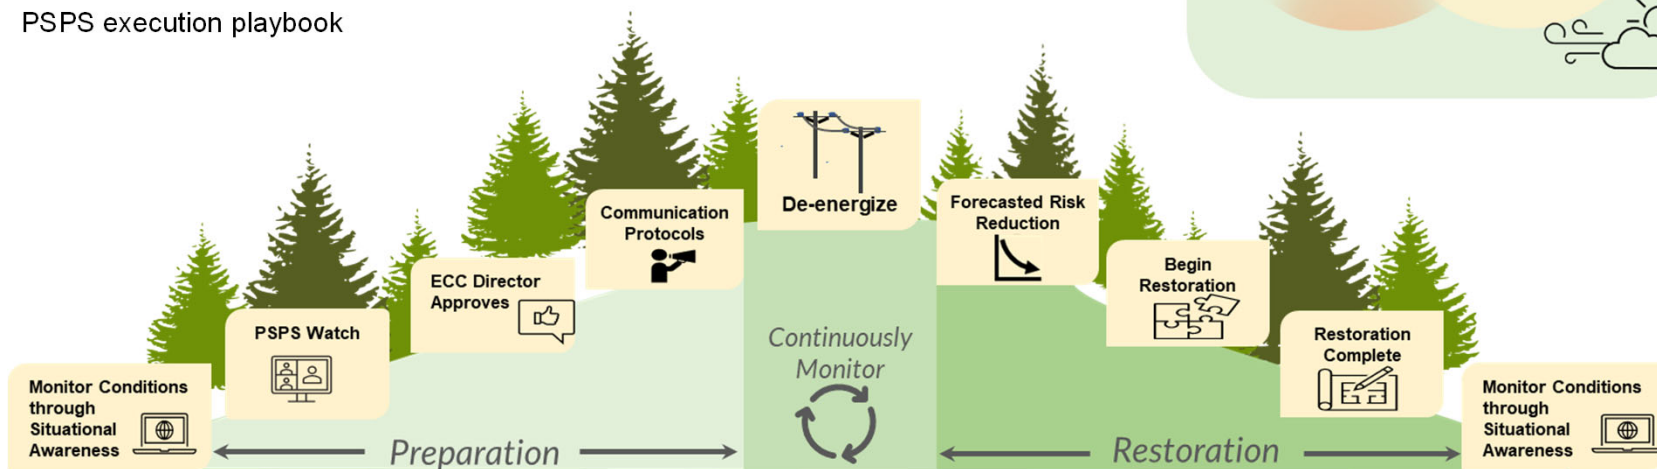 PSPS execution playbook
Monitor Conditions
through
Situational
Awareness
PSPS Watch
ECC Director
Approves
Communication
Protocols
De-energize
Forecasted Risk
Reduction
Begin
Restoration
Restoration
Complete
Monitor Conditions
through
Situational
Awareness
Continuously
Monitor
Preparation
Restoration